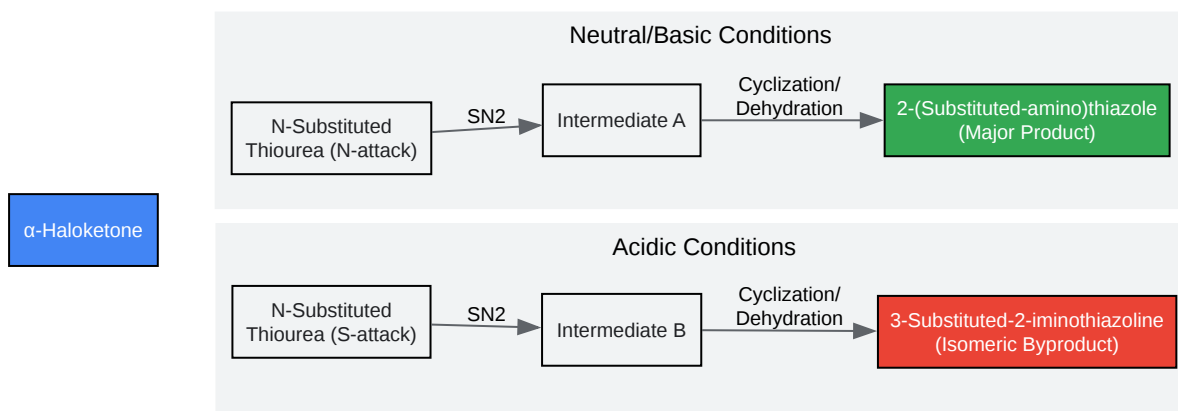 Neutral/Basic Conditions
N-Substituted
Thiourea (N-attack)
SN2
Intermediate A
Cyclization/
Dehydration
2-(Substituted-amino)thiazole
(Major Product)
α-Haloketone
Acidic Conditions
N-Substituted
Thiourea (S-attack)
SN2
Intermediate B
Cyclization/
Dehydration
3-Substituted-2-iminothiazoline
(Isomeric Byproduct)